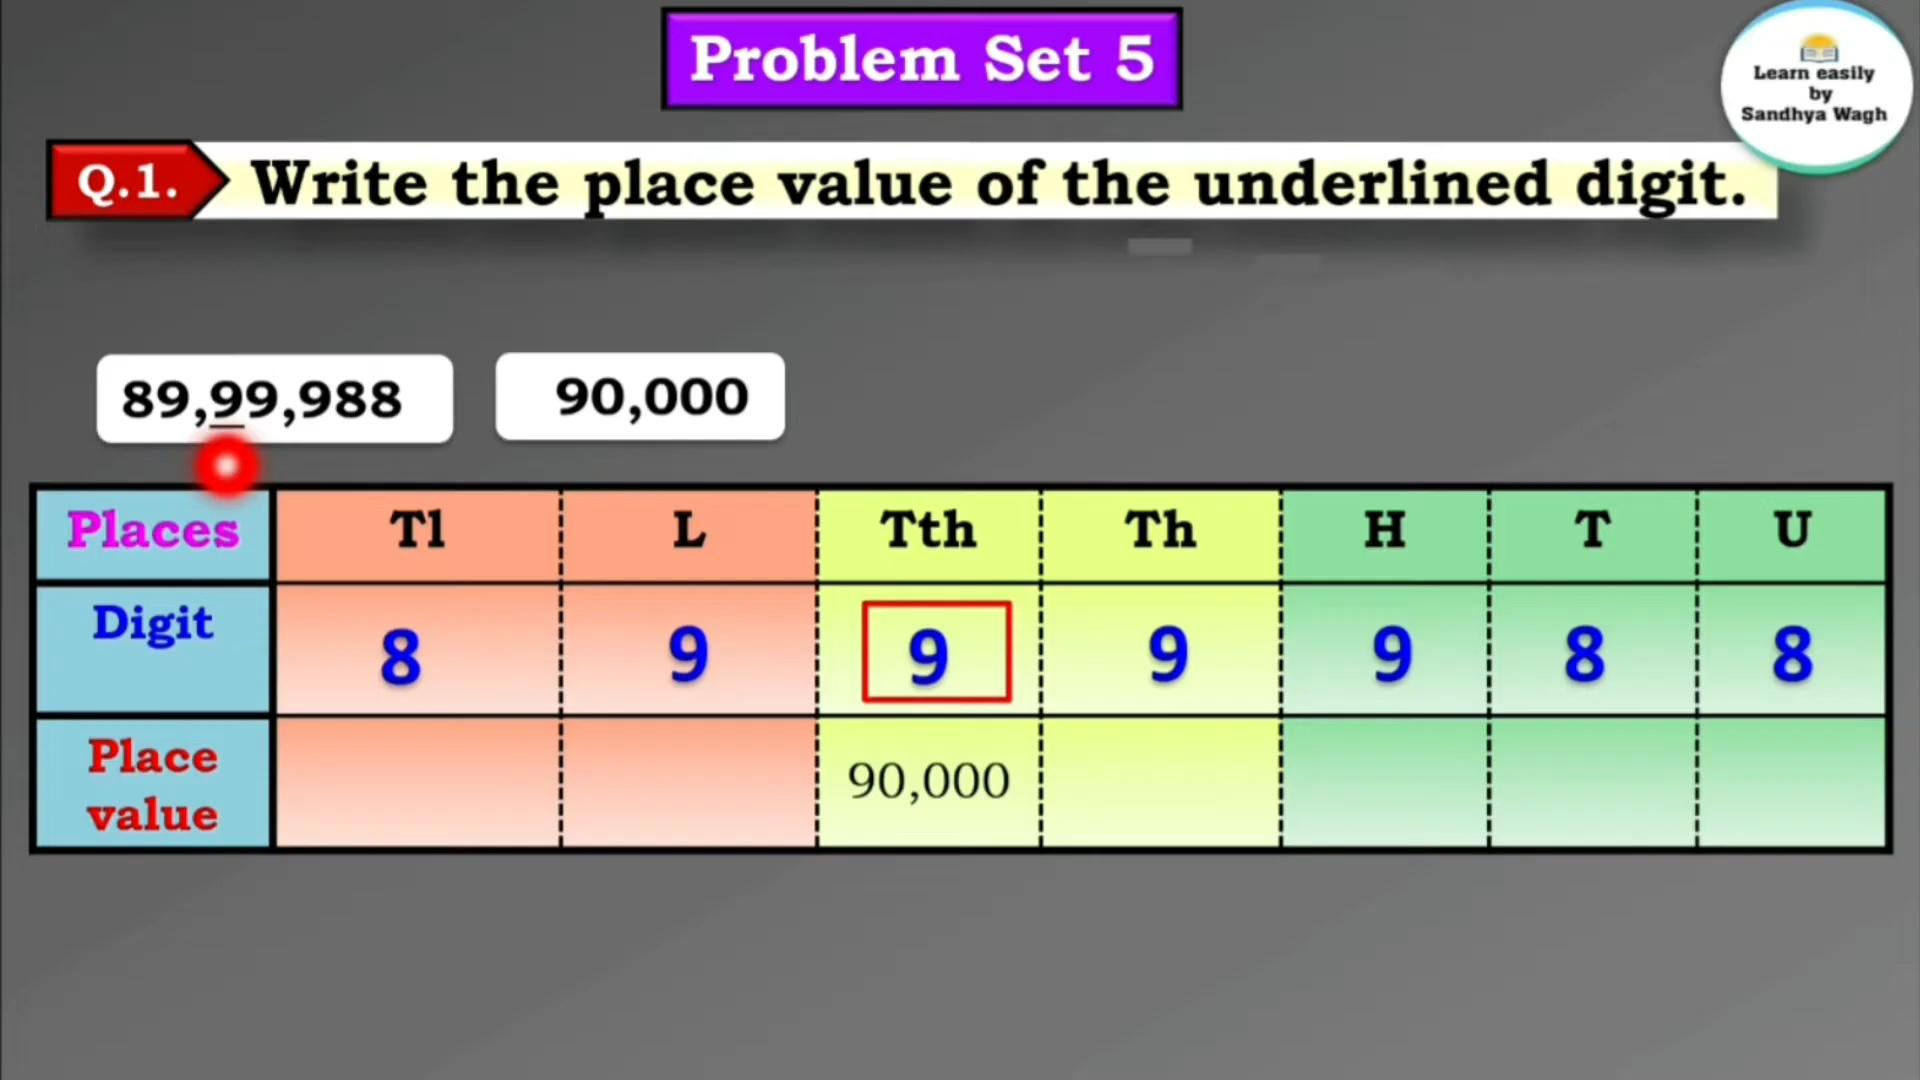 Problem Set 5
Learn easily
by
Sandhya Wagh
Q.1. Write the place value of the underlined digit.
89,99,988 90,000
Places Tl L Tth Th H T U
Digit 8 9 9 9 9 8 8
Place value 90,000